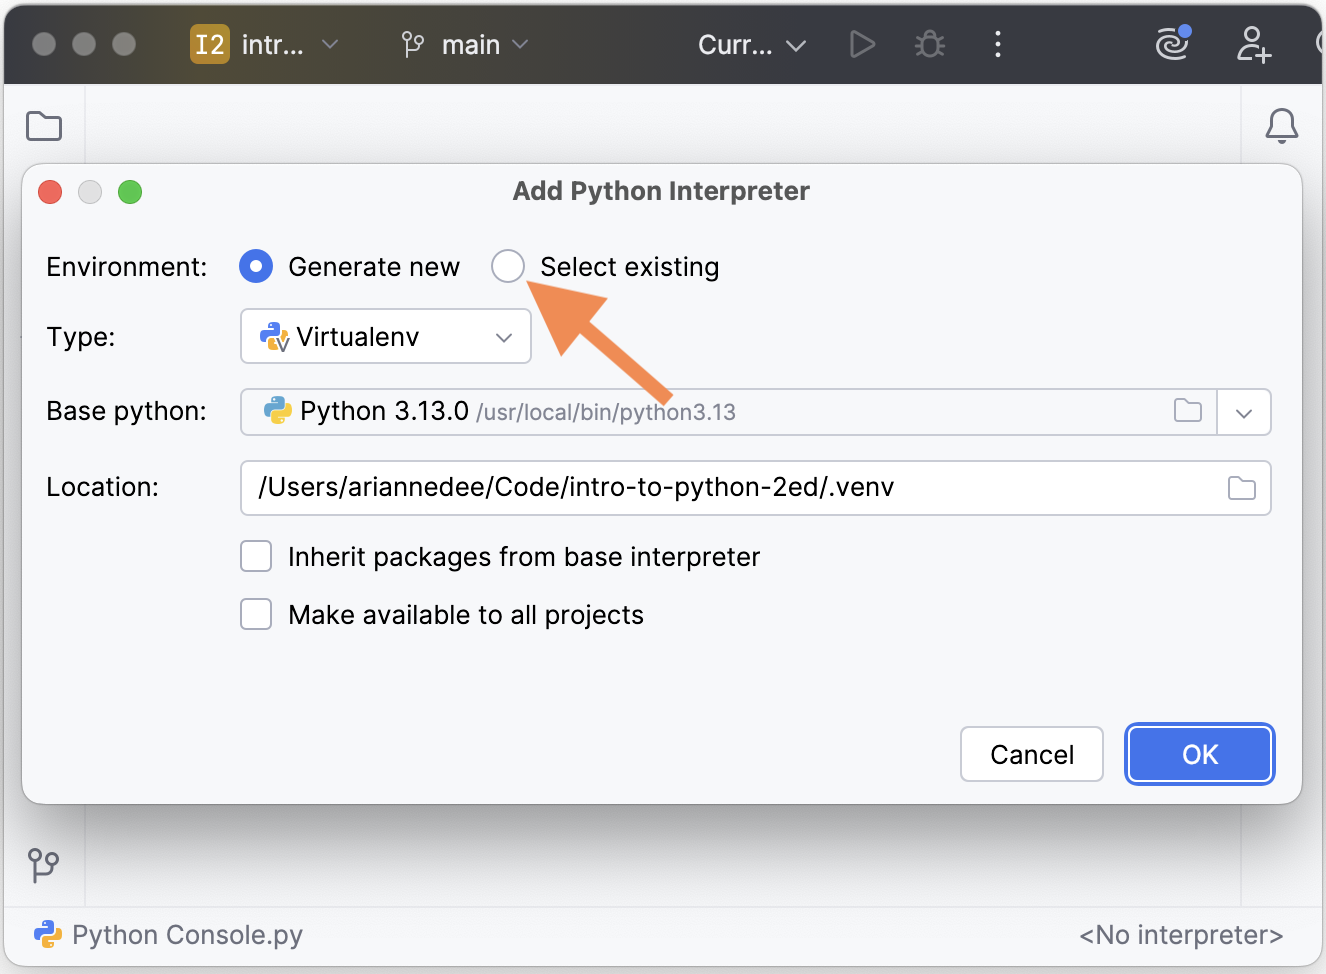 I2 intr... main Curr...
Add Python Interpreter
Environment: Generate new Select existing
Type: Virtualenv
Base python: Python 3.13.0 /usr/local/bin/python3.13
Location: /Users/ariannedee/Code/intro-to-python-2ed/.venv
Inherit packages from base interpreter
Make available to all projects
Cancel OK
Python Console.py <No interpreter>